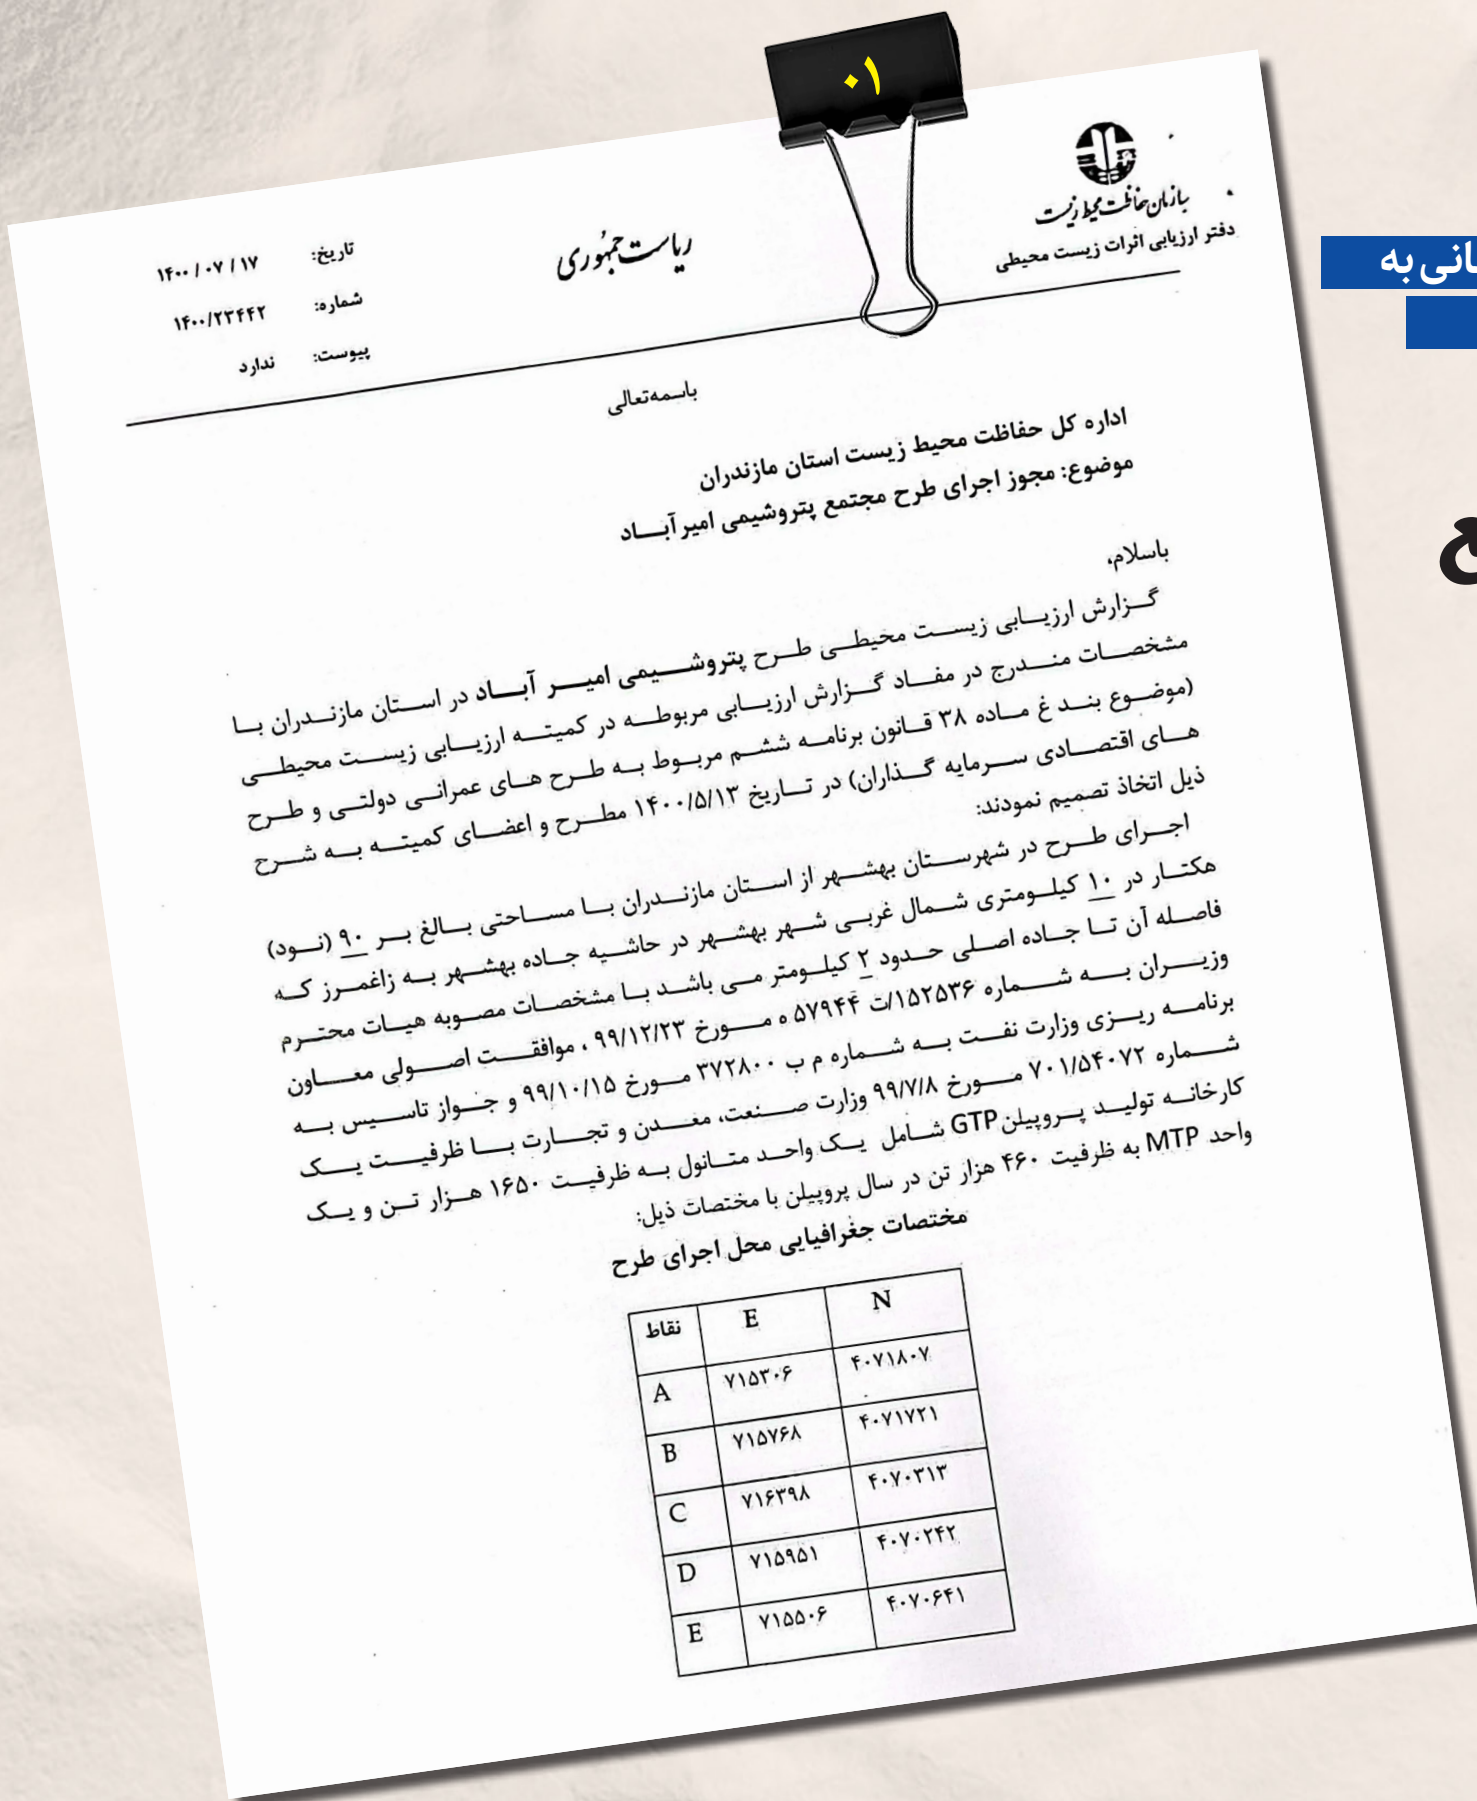 ۰۱
سازمان حفاظت محیط زیست
دفتر ارزیابی اثرات زیست محیطی
ریاست جمهوری
تاریخ: ۱۴۰۰/۰۷/۱۷
شماره: ۱۴۰۰/۲۳۴۴۲
پیوست: ندارد
انی به
ع
باسمه‌تعالی
اداره کل حفاظت محیط زیست استان مازندران
موضوع: مجوز اجرای طرح مجتمع پتروشیمی امیرآباد
باسلام،
گزارش ارزیابی زیست محیطی طرح پتروشیمی امیر آباد در استان مازندران با
مشخصات مندرج در مفاد گزارش ارزیابی مربوطه در کمیته ارزیابی زیست محیطی
(موضوع بند غ ماده ۳۸ قانون برنامه ششم مربوط به طرح های عمرانی دولتی و طرح
های اقتصادی سرمایه گذاران) در تاریخ ۱۴۰۰/۵/۱۳ مطرح و اعضای کمیته به شرح
ذیل اتخاذ تصمیم نمودند:
اجرای طرح در شهرستان بهشهر از استان مازندران با مساحتی بالغ بر ۹۰ (نود)
هکتار در ۱۰ کیلومتری شمال غربی شهر بهشهر در حاشیه جاده بهشهر به زاغمرز که
فاصله آن تا جاده اصلی حدود ۲ کیلومتر می باشد با مشخصات مصوبه هیات محترم
وزیران به شماره ۱۵۲۵۳۶/ت ۵۷۹۴۴ ه مورخ ۹۹/۱۲/۲۳ ، موافقت اصولی معاون
برنامه ریزی وزارت نفت به شماره م ب ۳۷۲۸۰۰ مورخ ۹۹/۱۰/۱۵ و جواز تاسیس به
شماره ۷۰۱/۵۴۰۷۲ مورخ ۹۹/۷/۸ وزارت صنعت، معدن و تجارت با ظرفیت یک
کارخانه تولید پروپیلن GTP شامل یک واحد متانول به ظرفیت ۱۶۵۰ هزار تن و یک
واحد MTP به ظرفیت ۴۶۰ هزار تن در سال پروپیلن با مختصات ذیل:
مختصات جغرافیایی محل اجرای طرح
نقاط E N
A ۷۱۵۳۰۶ ۴۰۷۱۸۰۷
B ۷۱۵۷۶۸ ۴۰۷۱۷۲۱
C ۷۱۶۳۹۸ ۴۰۷۰۳۱۳
D ۷۱۵۹۵۱ ۴۰۷۰۲۴۲
E ۷۱۵۵۰۶ ۴۰۷۰۶۴۱